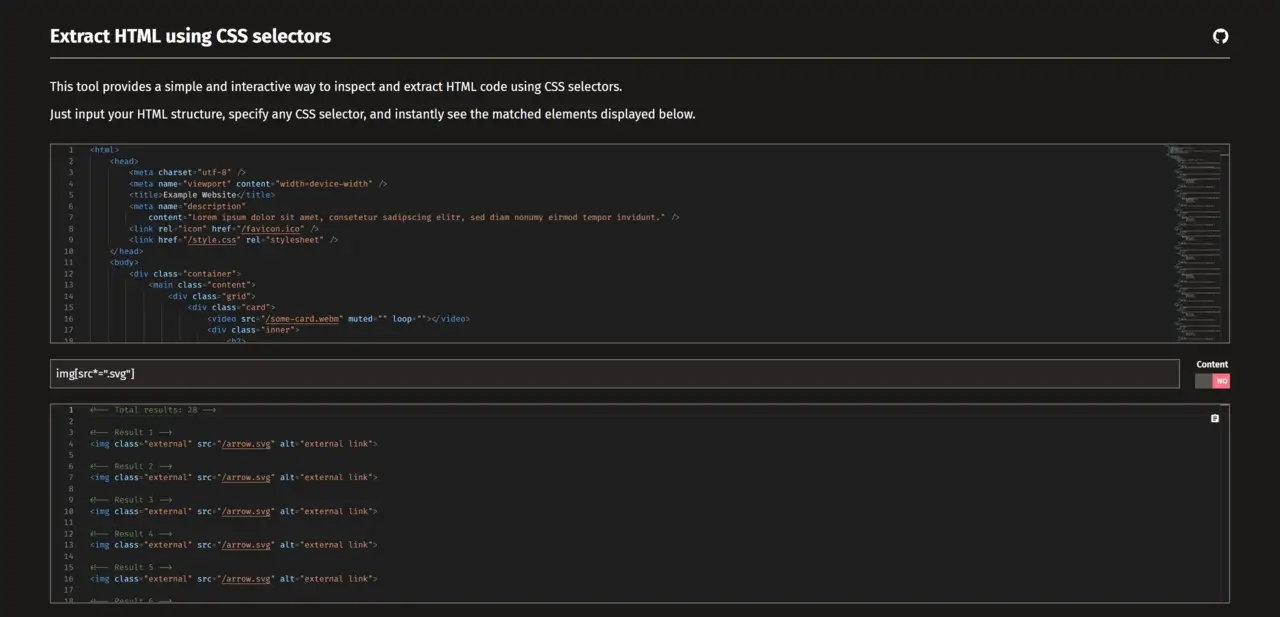 Extract HTML using CSS selectors
This tool provides a simple and interactive way to inspect and extract HTML code using CSS selectors.
Just input your HTML structure, specify any CSS selector, and instantly see the matched elements displayed below.
1 <html>
2 <head>
3 <meta charset="utf-8" />
4 <meta name="viewport" content="width=device-width" />
5 <title>Example Website</title>
6 <meta name="description"
7 content="Lorem ipsum dolor sit amet, consetetur sadipscing elitr, sed diam nonumy eirmod tempor invidunt." />
8 <link rel="icon" href="/favicon.ico" />
9 <link href="/style.css" rel="stylesheet" />
10 </head>
11 <body>
12 <div class="container">
13 <main class="content">
14 <div class="grid">
15 <div class="card">
16 <video src="/some-card.webm" muted="" loop=""></video>
17 <div class="inner">
18 <h2>
img[src*=".svg"]
Content
NO
1 <!-- Total results: 28 -->
2
3 <!-- Result 1 -->
4 <img class="external" src="/arrow.svg" alt="external link">
5
6 <!-- Result 2 -->
7 <img class="external" src="/arrow.svg" alt="external link">
8
9 <!-- Result 3 -->
10 <img class="external" src="/arrow.svg" alt="external link">
11
12 <!-- Result 4 -->
13 <img class="external" src="/arrow.svg" alt="external link">
14
15 <!-- Result 5 -->
16 <img class="external" src="/arrow.svg" alt="external link">
17
18 <!-- Result 6 -->